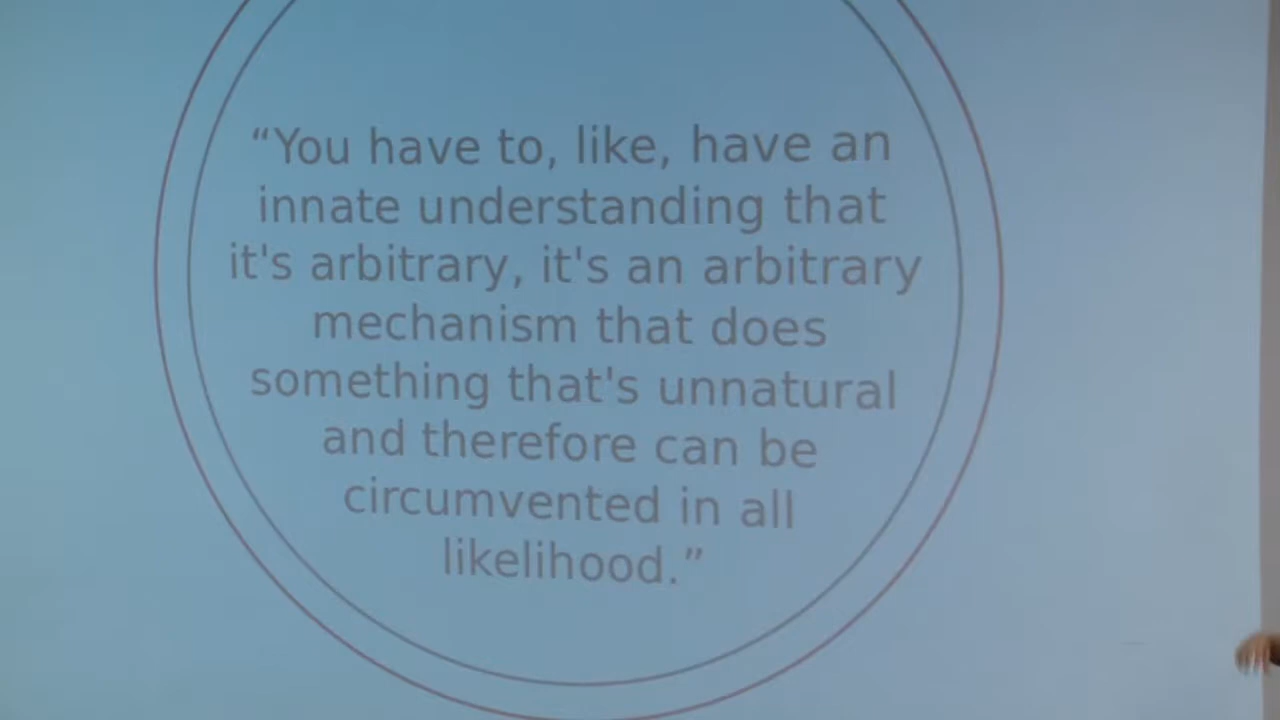 “You have to, like, have an
innate understanding that
it's arbitrary, it's an arbitrary
mechanism that does
something that's unnatural
and therefore can be
circumvented in all
likelihood.”